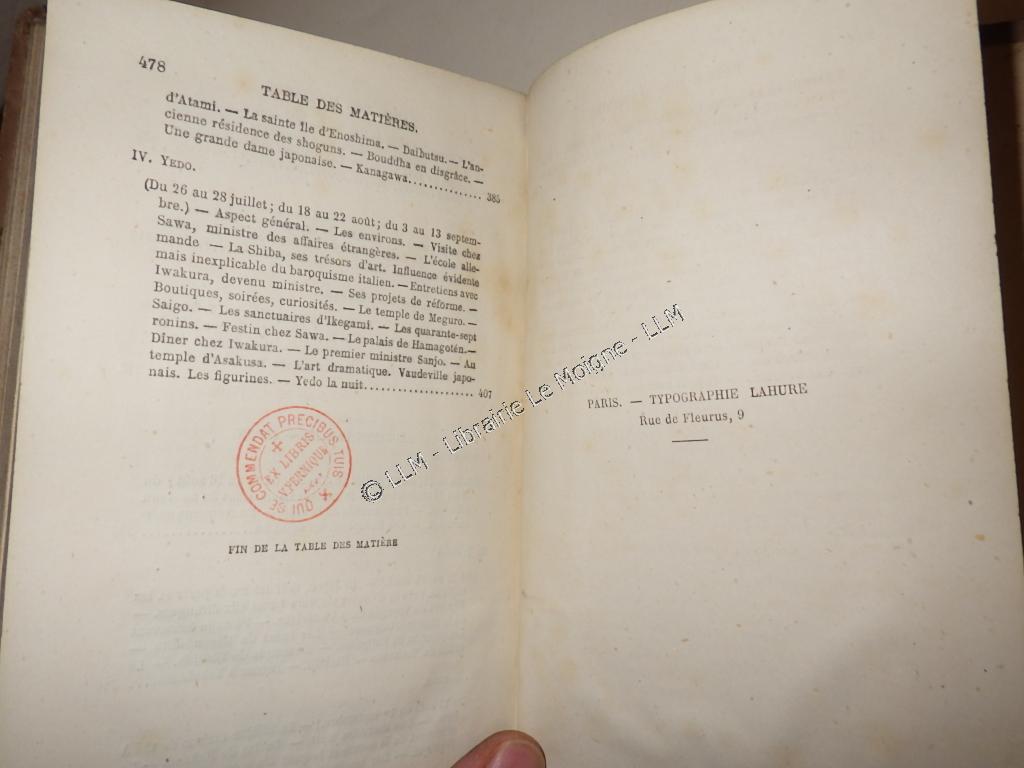 478
TABLE DES MATIÈRES.
d'Atami. — La sainte île d'Enoshima. — Daibutsu. — L'an-
cienne résidence des shoguns. — Bouddha en disgrâce. —
Une grande dame japonaise. — Kanagawa............... 385
IV. YEDO.
(Du 26 au 28 juillet; du 18 au 22 août; du 3 au 13 septem-
bre.) — Aspect général. — Les environs. — Visite chez
Sawa, ministre des affaires étrangères. — L'école alle-
mande — La Shiba, ses trésors d'art. Influence évidente
mais inexplicable du baroquisme italien. — Entretiens avec
Iwakura, devenu ministre. — Ses projets de réforme. —
Boutiques, soirées, curiosités. — Le temple de Meguro. —
Saigo. — Les sanctuaires d'Ikegami. — Les quarante-sept
ronins. — Festin chez Sawa. — Le palais de Hamagotén. —
Dîner chez Iwakura. — Le premier ministre Sanjo. — Au
temple d'Asakusa. — L'art dramatique. Vaudeville japo-
nais. Les figurines. — Yedo la nuit...................... 407
QUI SE COMMENDAT PRECIBUS TUIS
EX LIBRIS
FIN DE LA TABLE DES MATIÈRE
PARIS. — TYPOGRAPHIE LAHURE
Rue de Fleurus, 9
© LLM - Librairie Le Moigne - LLM